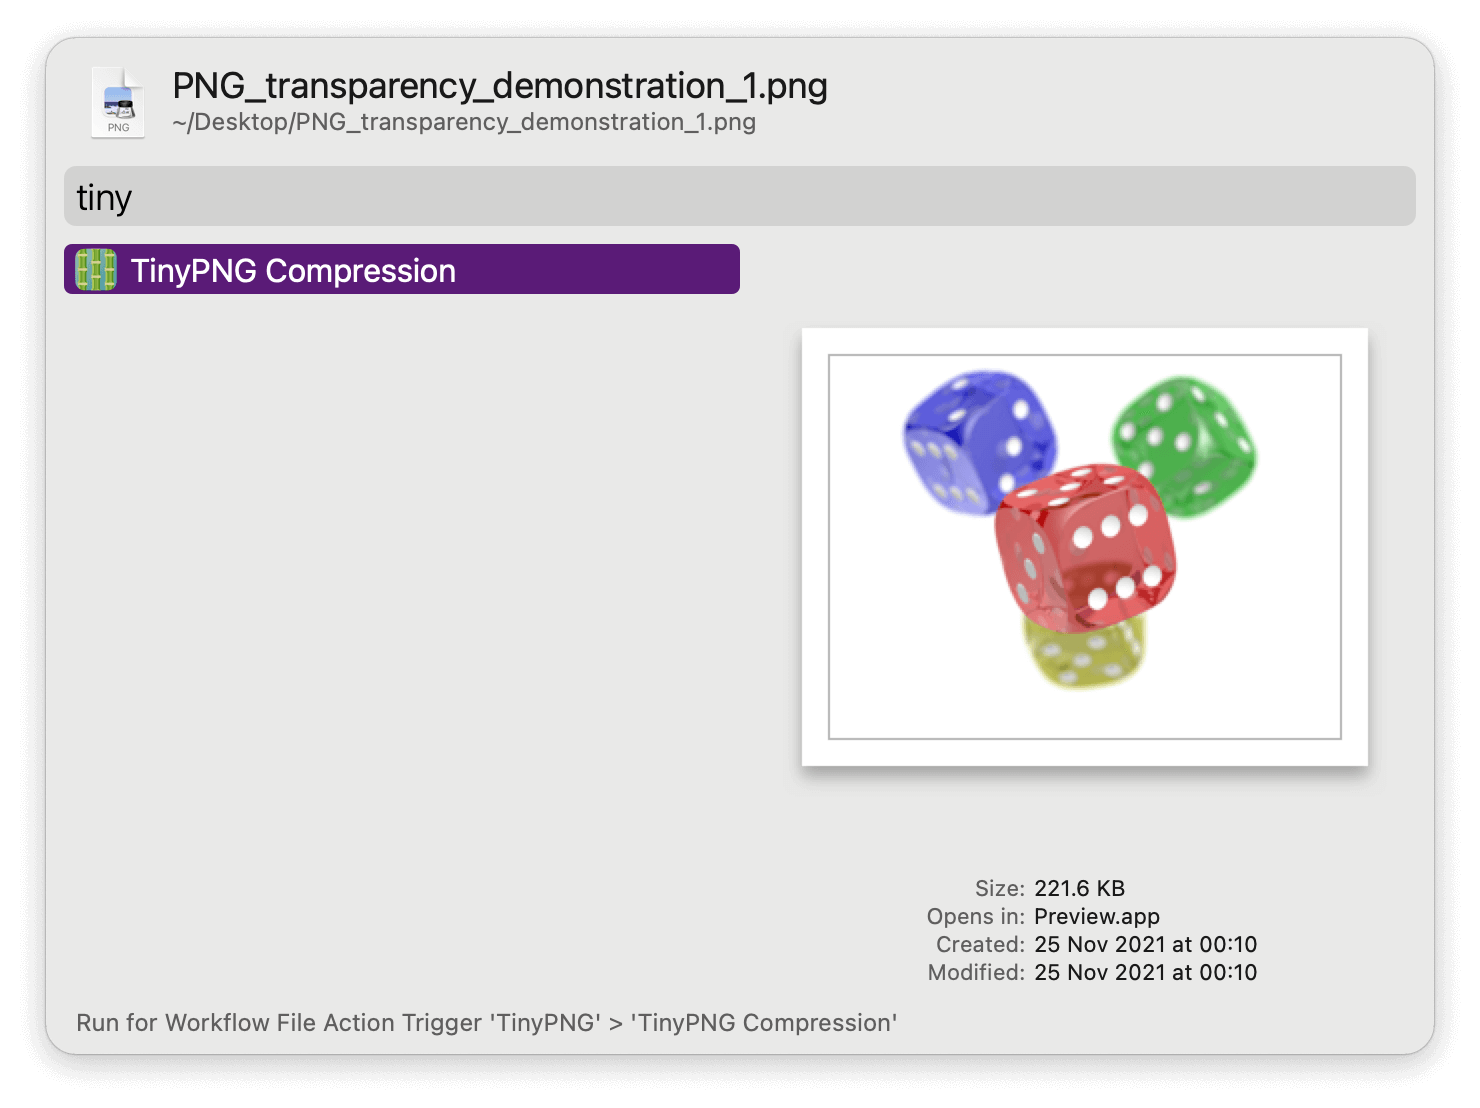 PNG_transparency_demonstration_1.png
~/Desktop/PNG_transparency_demonstration_1.png
PNG
tiny
TinyPNG Compression
Size: 221.6 KB
Opens in: Preview.app
Created: 25 Nov 2021 at 00:10
Modified: 25 Nov 2021 at 00:10
Run for Workflow File Action Trigger 'TinyPNG' > 'TinyPNG Compression'